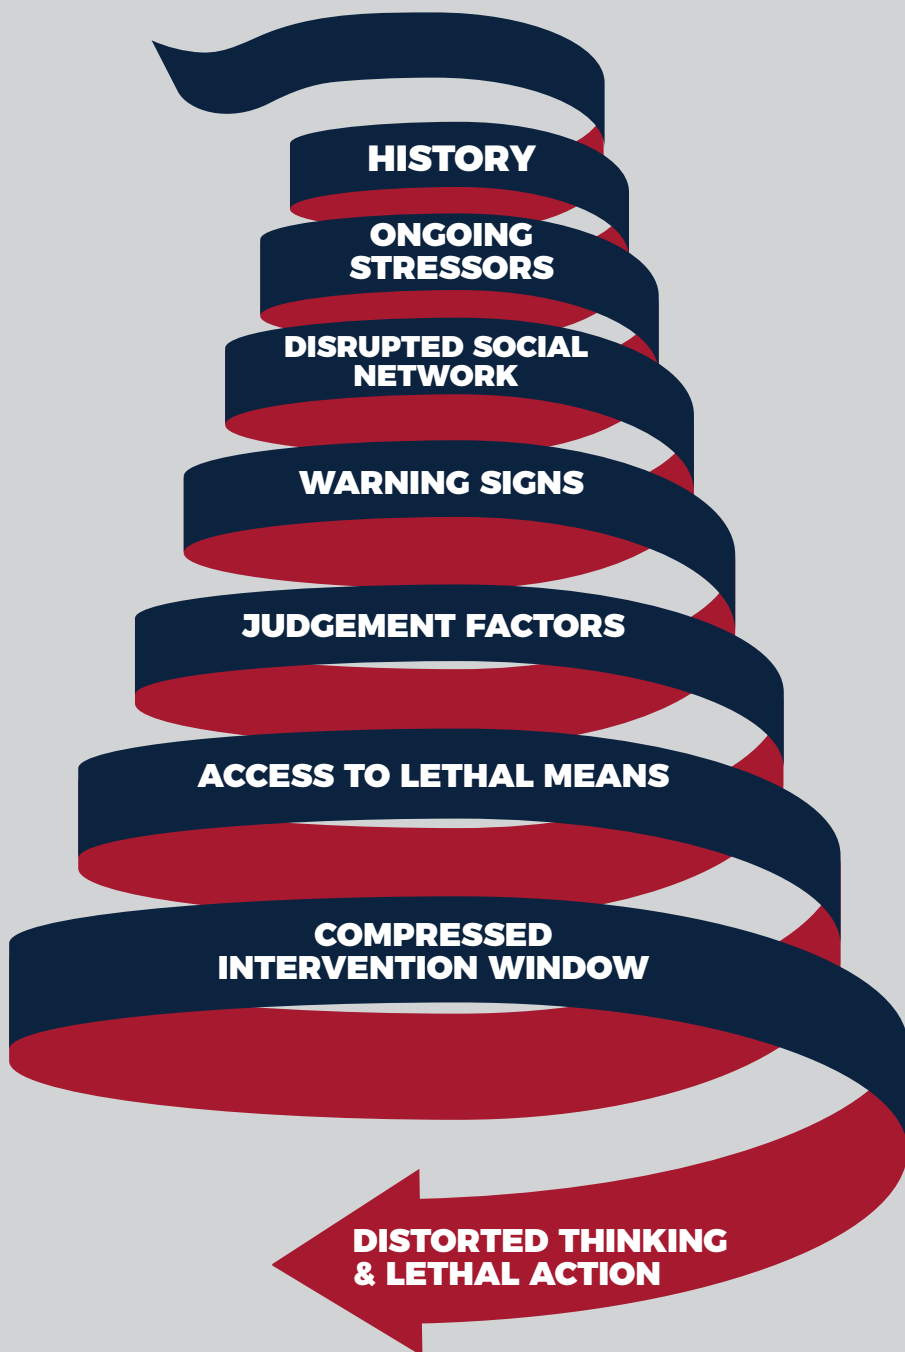 HISTORY
ONGOING
STRESSORS
DISRUPTED SOCIAL
NETWORK
WARNING SIGNS
JUDGEMENT FACTORS
ACCESS TO LETHAL MEANS
COMPRESSED
INTERVENTION WINDOW
DISTORTED THINKING
& LETHAL ACTION